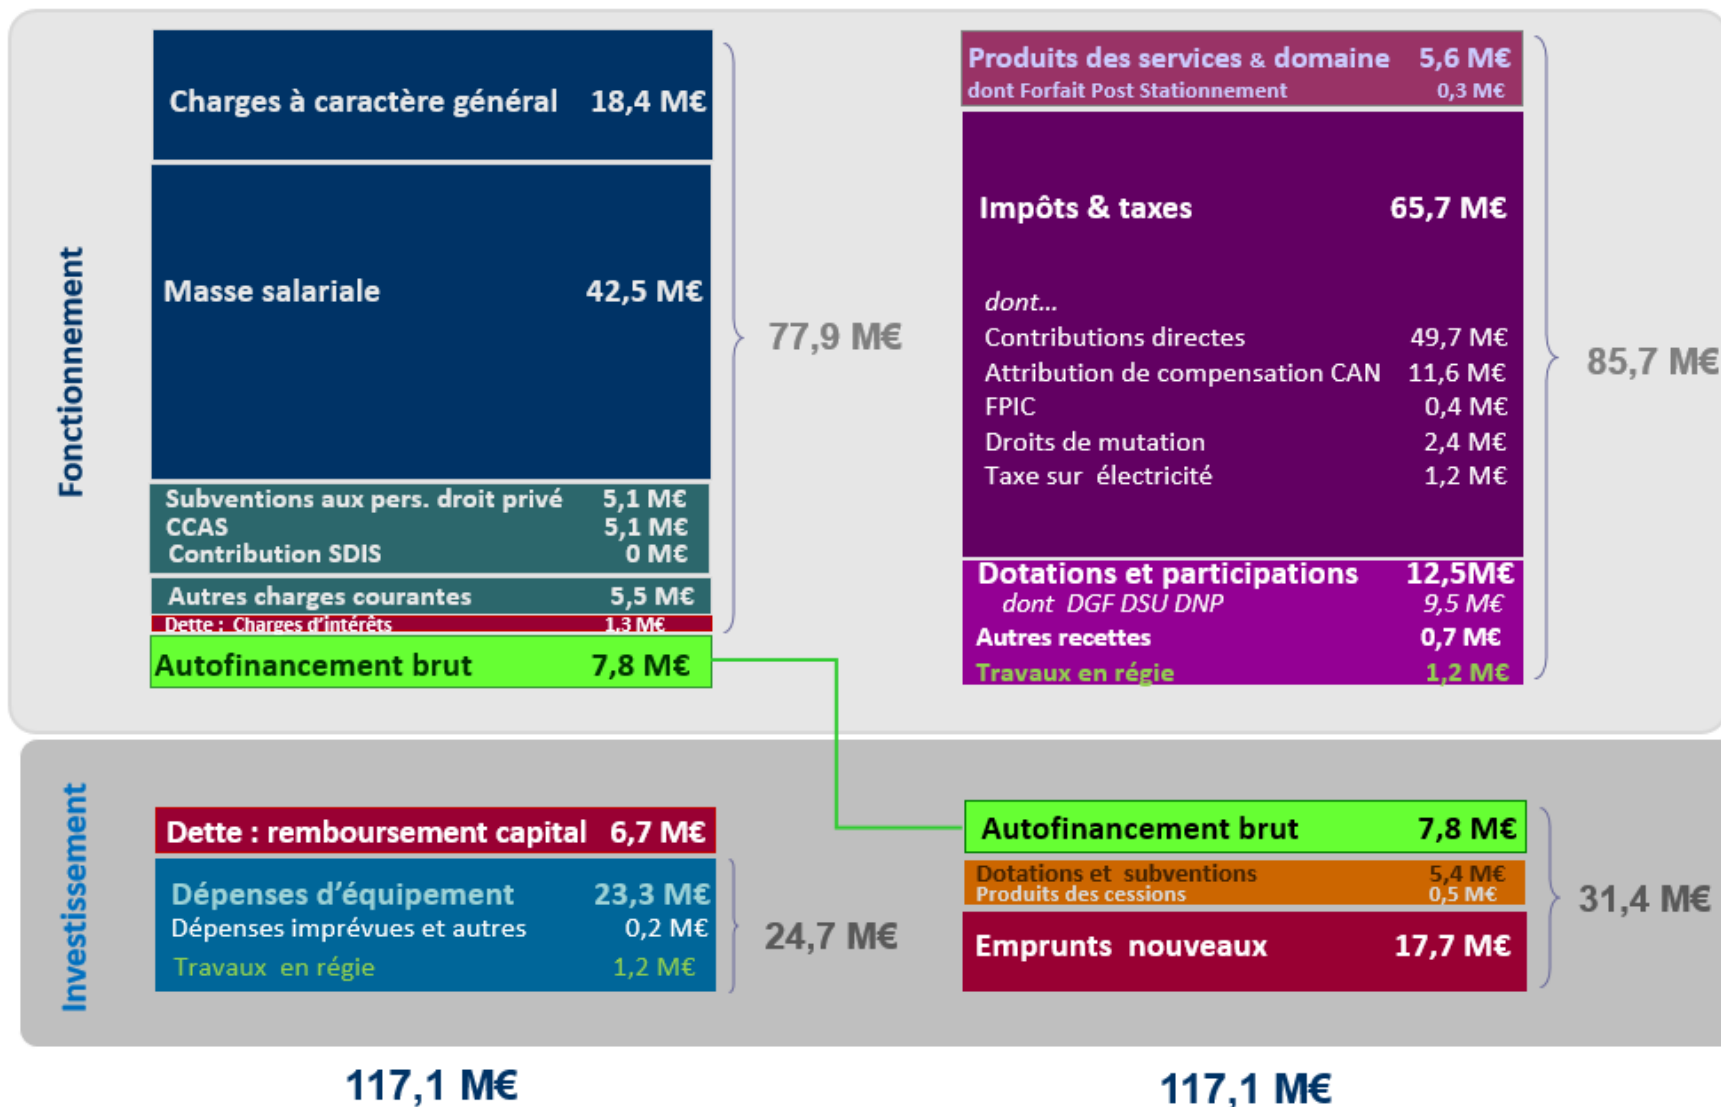 Fonctionnement
Charges à caractère général 18,4 M€
Masse salariale 42,5 M€
Subventions aux pers. droit privé 5,1 M€
CCAS 5,1 M€
Contribution SDIS 0 M€
Autres charges courantes 5,5 M€
Dette : Charges d'intérêts 1,3 M€
Autofinancement brut 7,8 M€
77,9 M€
Produits des services & domaine 5,6 M€
dont Forfait Post Stationnement 0,3 M€
Impôts & taxes 65,7 M€
dont...
Contributions directes 49,7 M€
Attribution de compensation CAN 11,6 M€
FPIC 0,4 M€
Droits de mutation 2,4 M€
Taxe sur électricité 1,2 M€
Dotations et participations 12,5M€
dont DGF DSU DNP 9,5 M€
Autres recettes 0,7 M€
Travaux en régie 1,2 M€
85,7 M€
Investissement
Dette : remboursement capital 6,7 M€
Dépenses d'équipement 23,3 M€
Dépenses imprévues et autres 0,2 M€
Travaux en régie 1,2 M€
24,7 M€
Autofinancement brut 7,8 M€
Dotations et subventions 5,4 M€
Produits des cessions 0,5 M€
Emprunts nouveaux 17,7 M€
31,4 M€
117,1 M€
117,1 M€